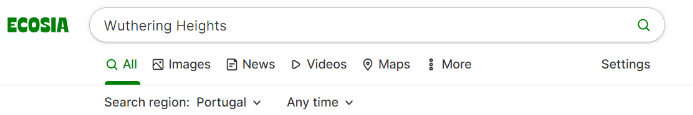 ECOSIA Wuthering Heights
All Images News Videos Maps More Settings
Search region: Portugal Any time